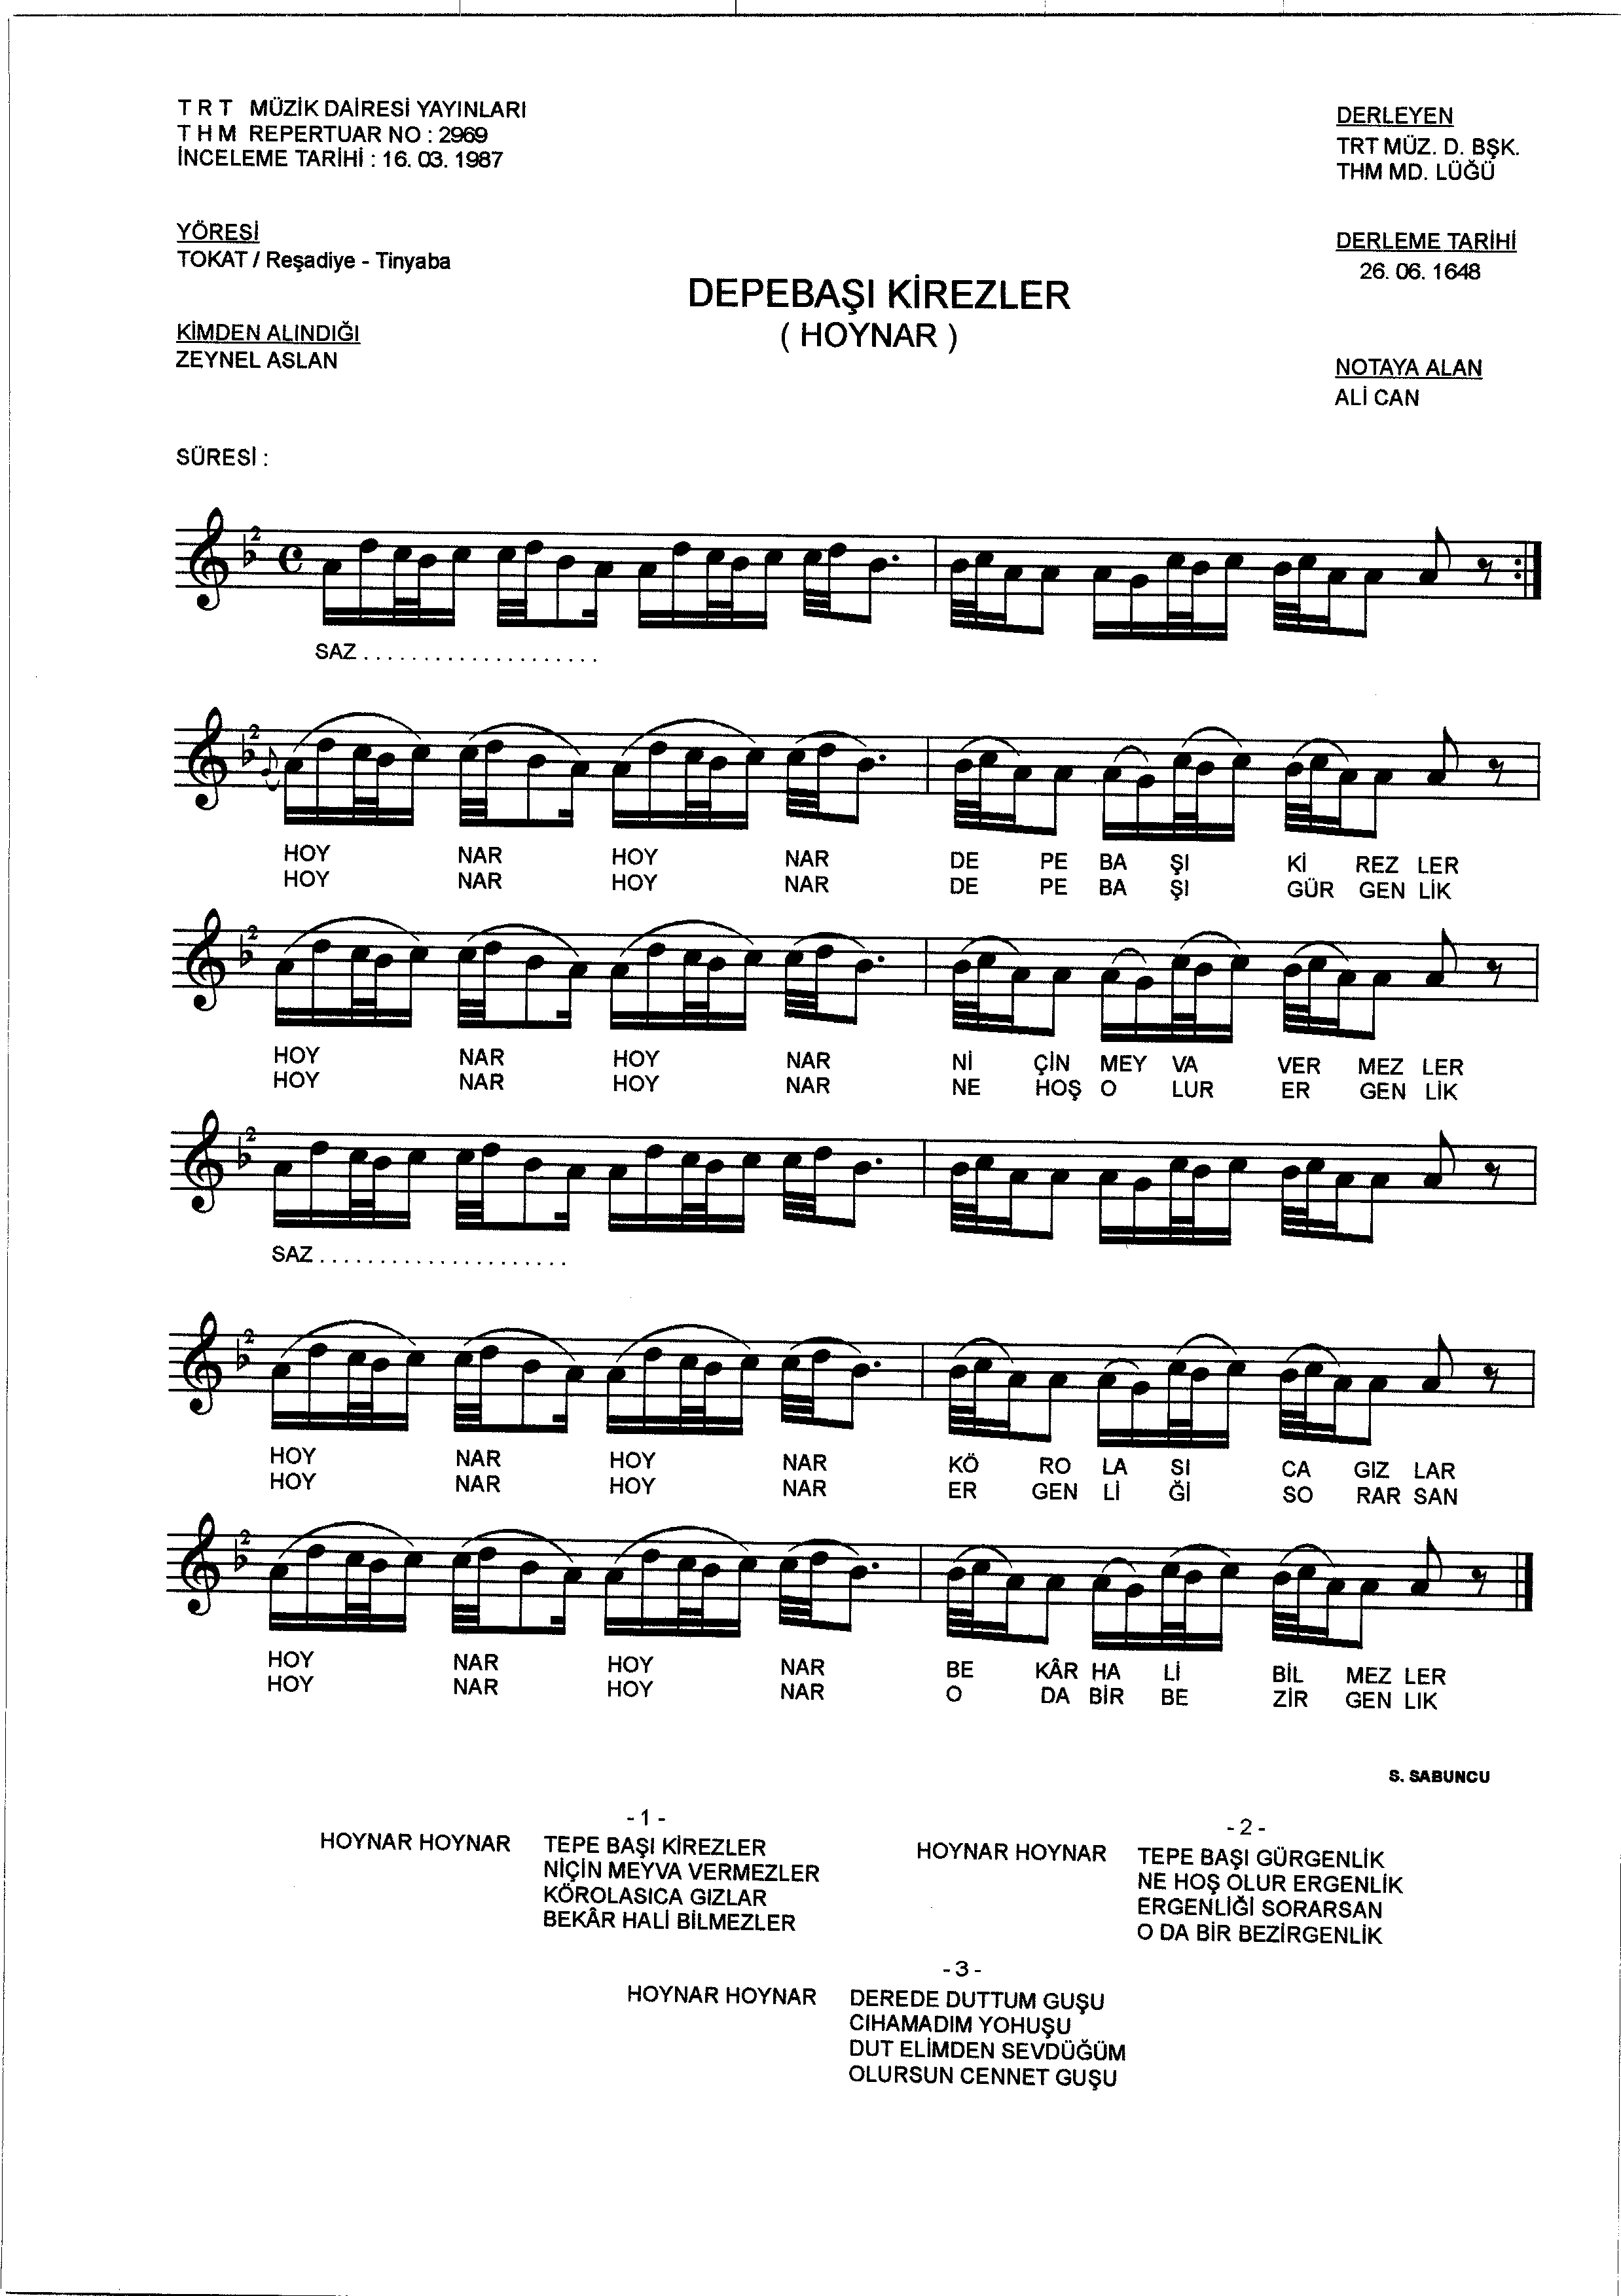 T R T MÜZİK DAİRESİ YAYINLARI
T H M REPERTUAR NO : 2969
İNCELEME TARİHİ : 16. 03. 1987
DERLEYEN
TRT MÜZ. D. BŞK.
THM MD. LÜĞÜ
YÖRESİ
TOKAT / Reşadiye - Tinyaba
DERLEME TARİHİ
26. 06. 1648
DEPEBAŞI KİREZLER
( HOYNAR )
KİMDEN ALINDIĞI
ZEYNEL ASLAN
NOTAYA ALAN
ALİ CAN
SÜRESİ :
SAZ . . . . . . . . . . . . . . . . . . . .
HOY NAR HOY NAR DE PE BA ŞI Kİ REZ LER
HOY NAR HOY NAR DE PE BA ŞI GÜR GEN LİK
HOY NAR HOY NAR Nİ ÇİN MEY VA VER MEZ LER
HOY NAR HOY NAR NE HOŞ O LUR ER GEN LİK
SAZ . . . . . . . . . . . . . . . . . . . . .
HOY NAR HOY NAR KÖ RO LA SI CA GIZ LAR
HOY NAR HOY NAR ER GEN Lİ Ğİ SO RAR SAN
HOY NAR HOY NAR BE KÂR HA Lİ BİL MEZ LER
HOY NAR HOY NAR O DA BİR BE ZİR GEN LIK
S. SABUNCU
- 1 -
HOYNAR HOYNAR TEPE BAŞI KİREZLER
NİÇİN MEYVA VERMEZLER
KÖROLASICA GIZLAR
BEKÂR HALİ BİLMEZLER
- 2 -
HOYNAR HOYNAR TEPE BAŞI GÜRGENLİK
NE HOŞ OLUR ERGENLİK
ERGENLİĞİ SORARSAN
O DA BİR BEZİRGENLİK
- 3 -
HOYNAR HOYNAR DEREDE DUTTUM GUŞU
CIHAMADIM YOHUŞU
DUT ELİMDEN SEVDÜĞÜM
OLURSUN CENNET GUŞU